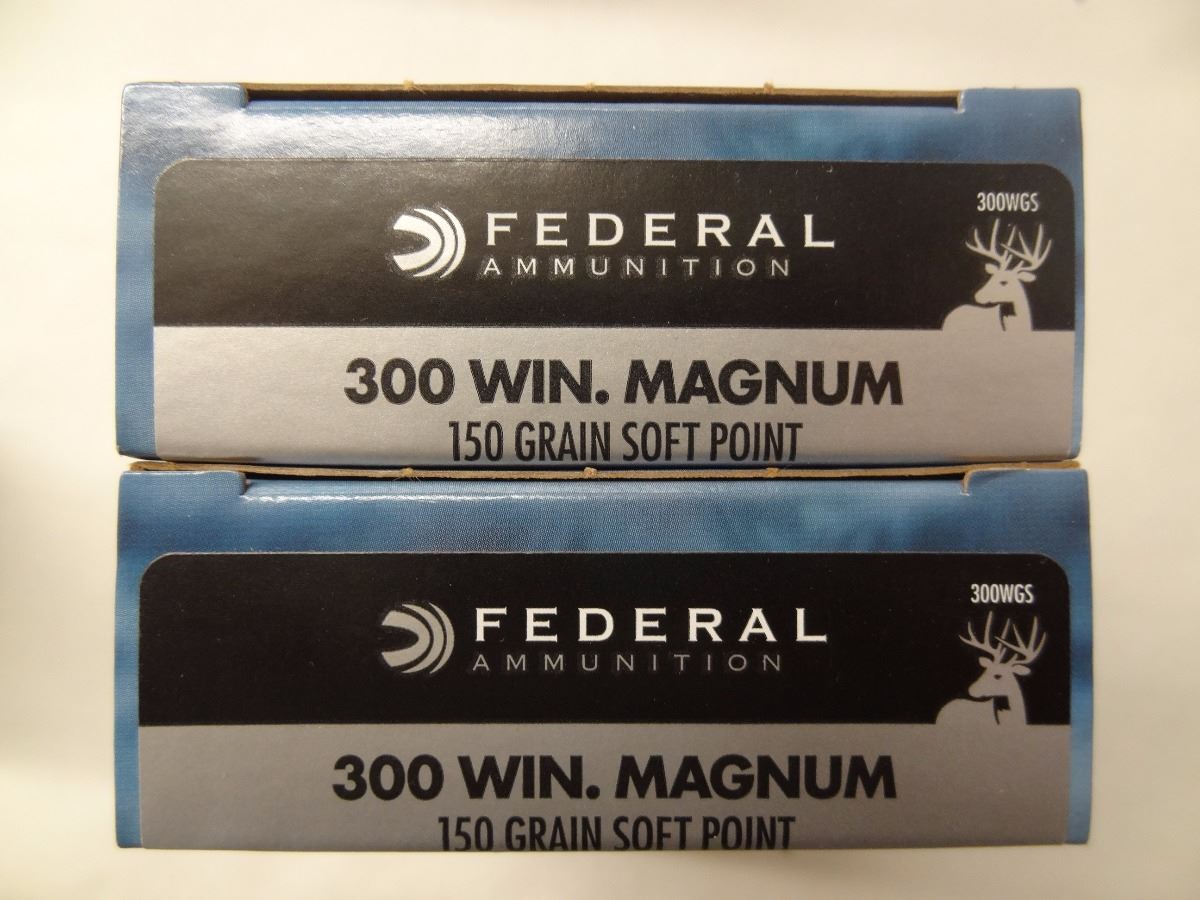 300WGS
FEDERAL
AMMUNITION
300 WIN. MAGNUM
150 GRAIN SOFT POINT
300WGS
FEDERAL
AMMUNITION
300 WIN. MAGNUM
150 GRAIN SOFT POINT